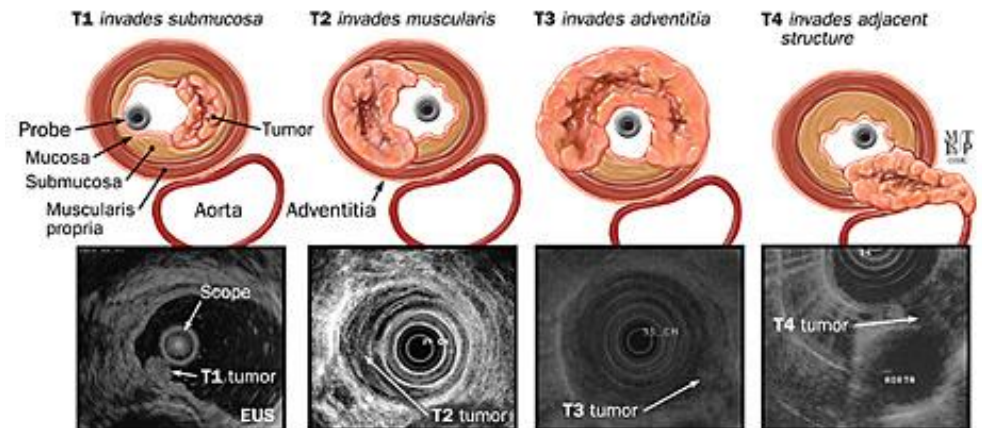 T1 invades submucosa
T2 invades muscularis
T3 invades adventitia
T4 invades adjacent
structure
Probe
Mucosa
Submucosa
Muscularis
propria
Tumor
Aorta
Adventitia
Scope
T1 tumor
EUS
T2 tumor
T3 tumor
T4 tumor
AORTA